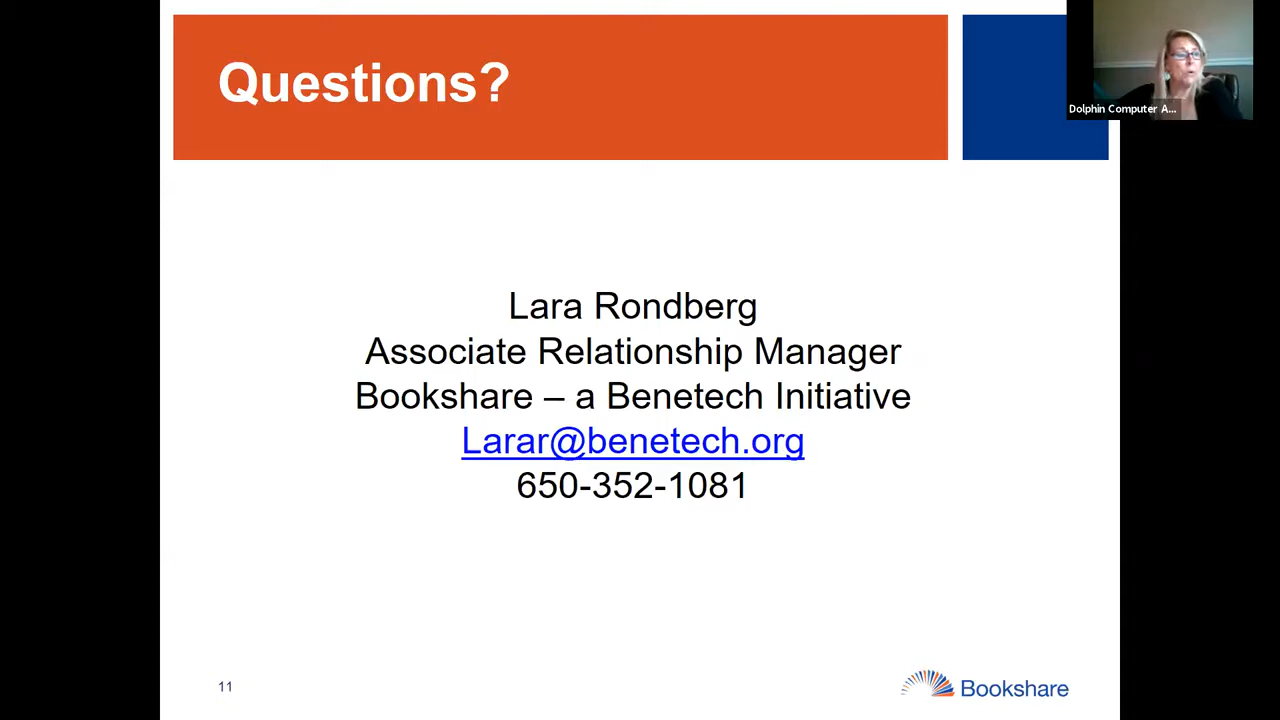 Questions?
Dolphin Computer A...
Lara Rondberg
Associate Relationship Manager
Bookshare – a Benetech Initiative
Larar@benetech.org
650-352-1081
11
Bookshare